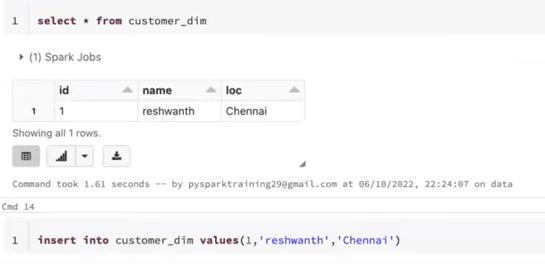 1 select * from customer_dim
(1) Spark Jobs
id name loc
1 1 reshwanth Chennai
Showing all 1 rows.
Command took 1.61 seconds -- by pysparktraining29@gmail.com at 06/10/2022, 22:24:07 on data
Cmd 14
1 insert into customer_dim values(1,'reshwanth','Chennai')